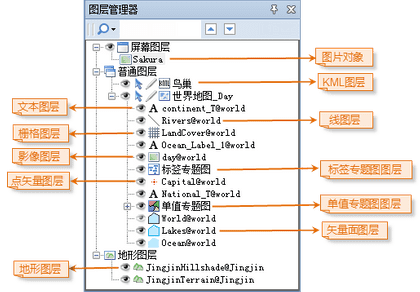 图层管理器
屏幕图层
Sakura
图片对象
普通图层
鸟巢
KML图层
世界地图_Day
文本图层
continent_T@world
Rivers@world
线图层
栅格图层
LandCover@world
Ocean_Label_1@world
影像图层
day@world
标签专题图
标签专题图图层
点矢量图层
Capital@world
National_T@world
单值专题图
单值专题图图层
World@world
Lakes@world
矢量面图层
Ocean@world
地形图层
地形图层
JingjinHillshade@Jingjin
JingjinTerrain@Jingjin